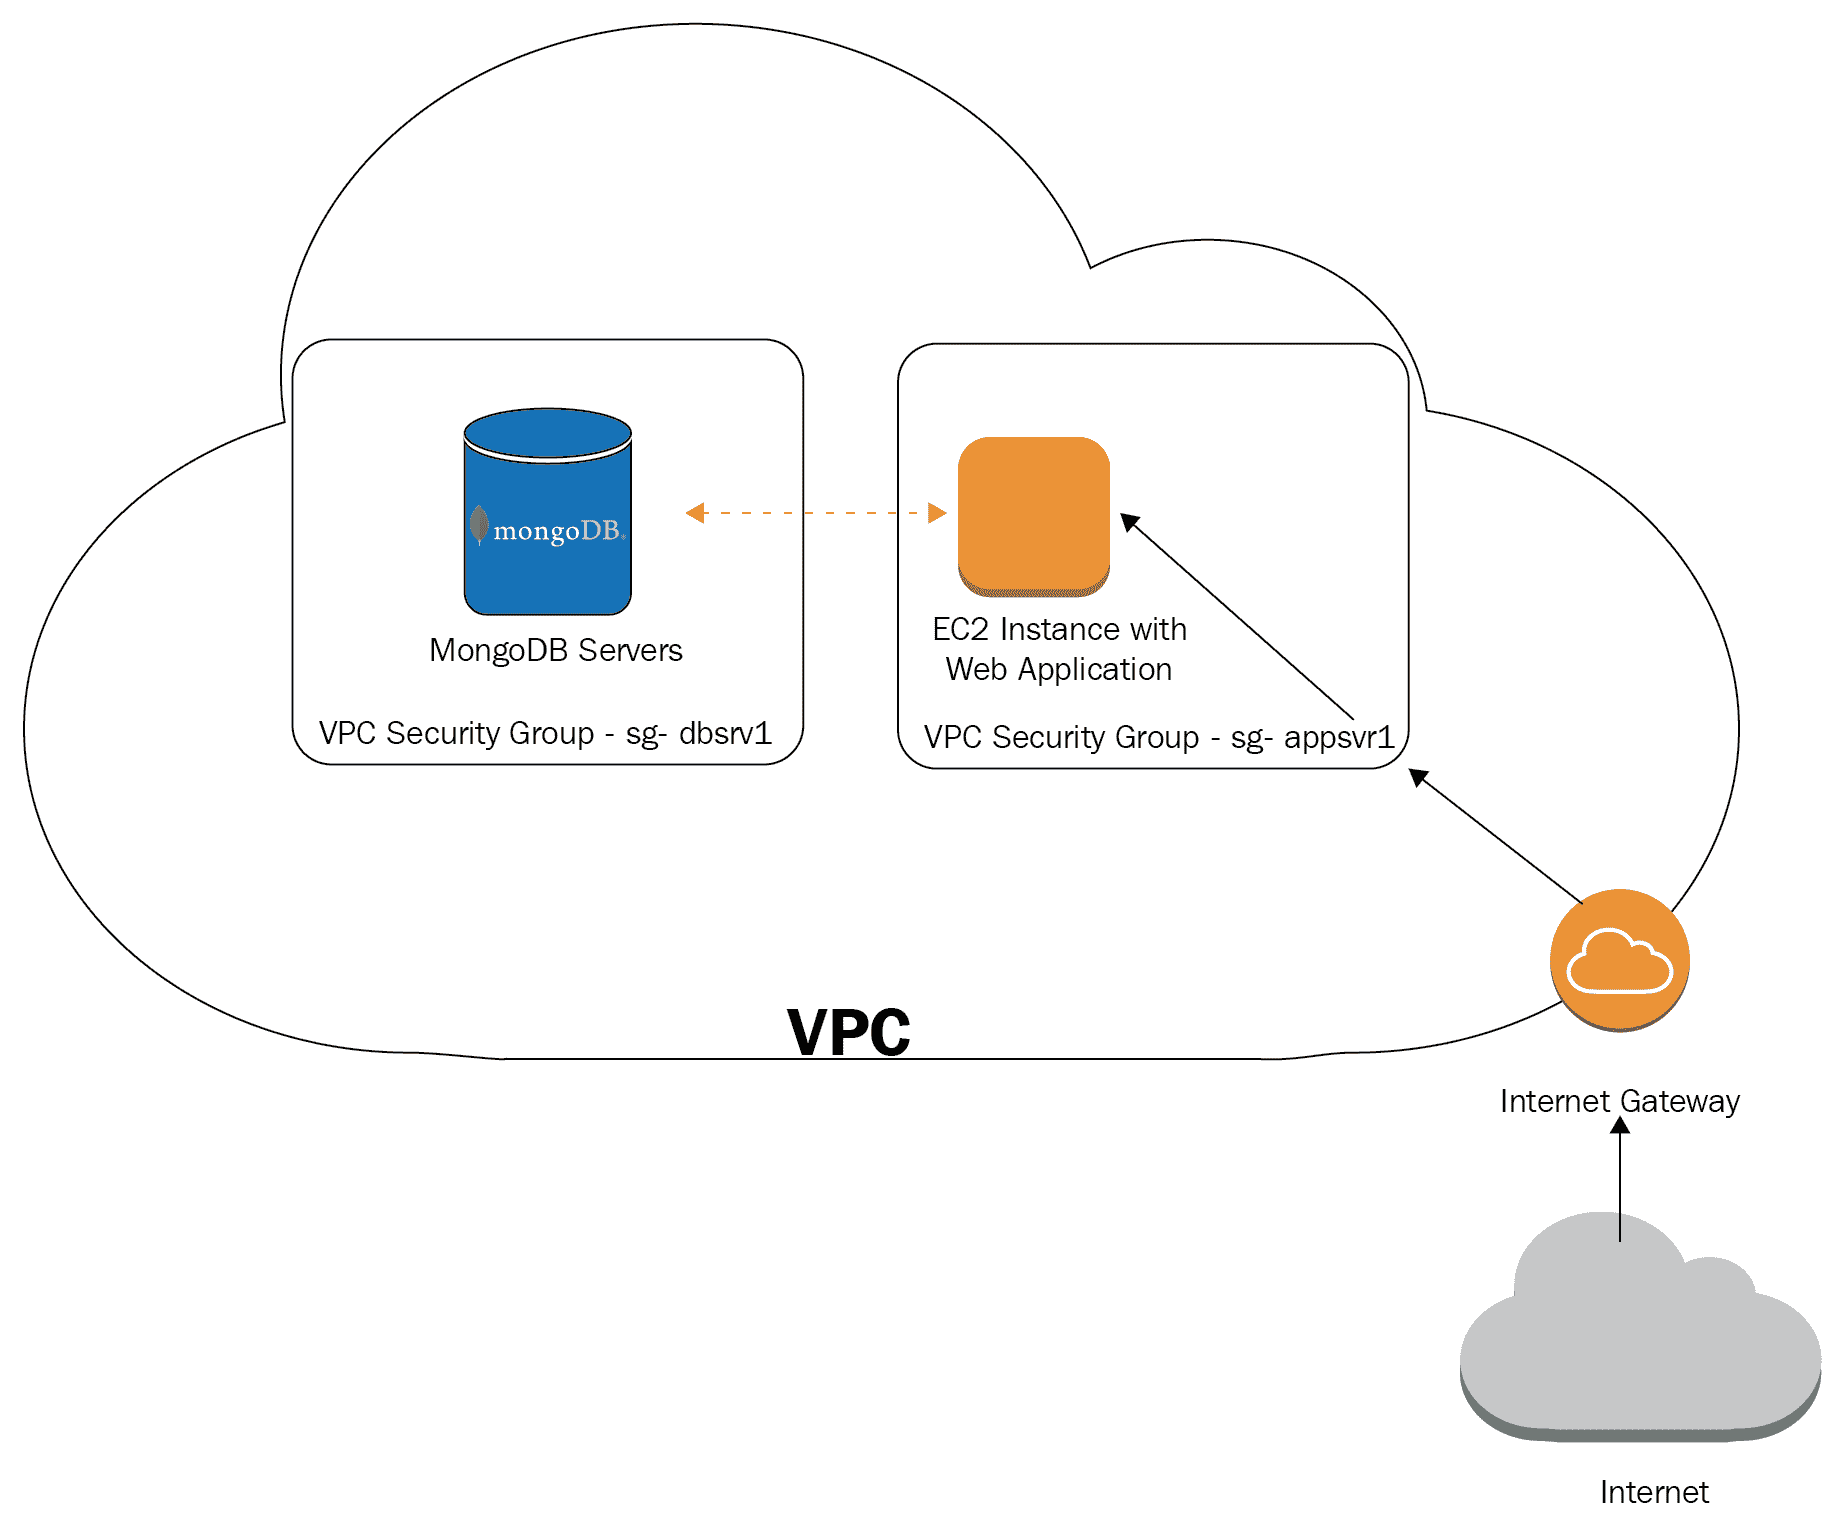 mongoDB
MongoDB Servers
VPC Security Group - sg- dbsrv1
EC2 Instance with
Web Application
VPC Security Group - sg- appsvr1
VPC
Internet Gateway
Internet